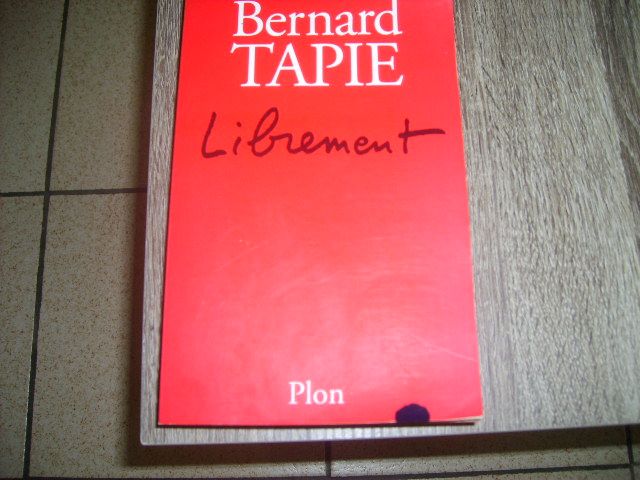 Bernard
TAPIE
Librement
Plon